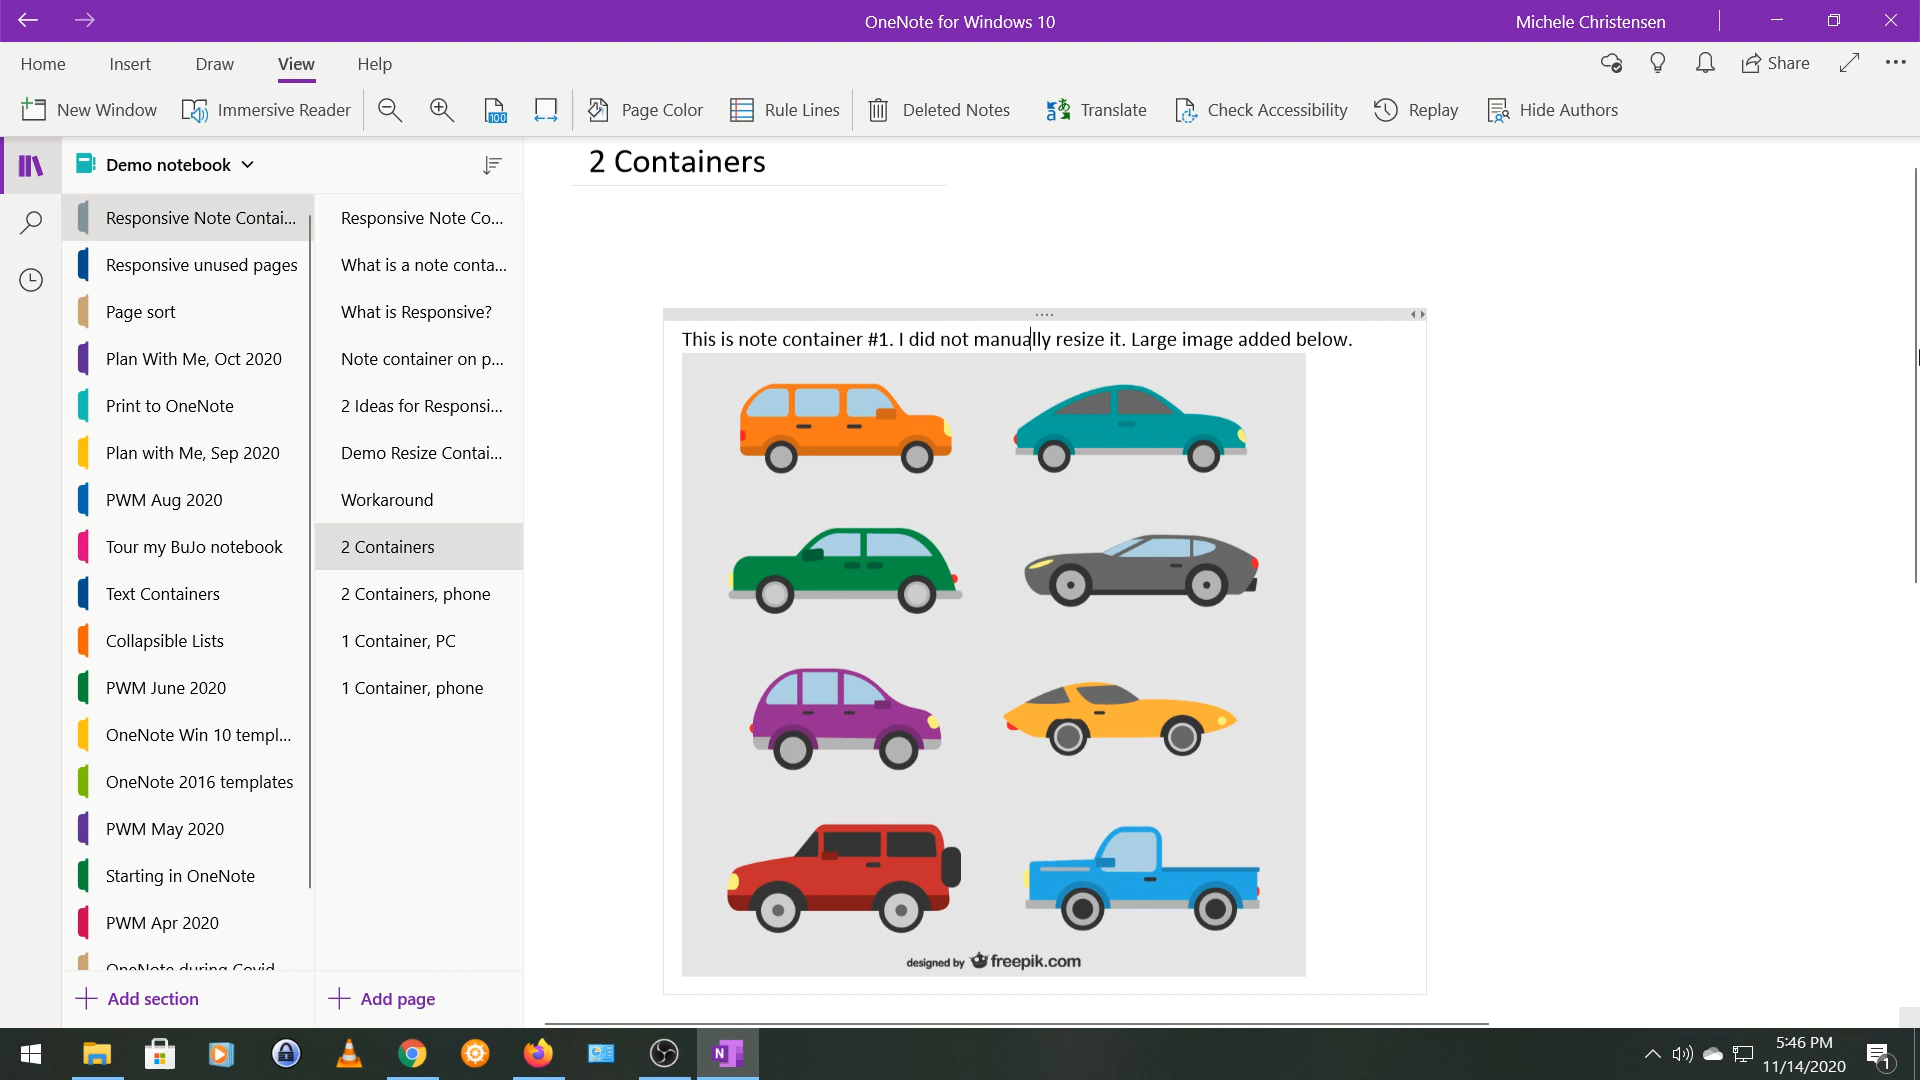 OneNote for Windows 10
Michele Christensen
Home Insert Draw View Help
Share
New Window Immersive Reader 100 Page Color Rule Lines Deleted Notes Translate Check Accessibility Replay Hide Authors
Demo notebook
Responsive Note Contai...
Responsive unused pages
Page sort
Plan With Me, Oct 2020
Print to OneNote
Plan with Me, Sep 2020
PWM Aug 2020
Tour my BuJo notebook
Text Containers
Collapsible Lists
PWM June 2020
OneNote Win 10 templ...
OneNote 2016 templates
PWM May 2020
Starting in OneNote
PWM Apr 2020
OneNote during Covid
Add section
Responsive Note Co...
What is a note conta...
What is Responsive?
Note container on p...
2 Ideas for Responsi...
Demo Resize Contai...
Workaround
2 Containers
2 Containers, phone
1 Container, PC
1 Container, phone
Add page
2 Containers
This is note container #1. I did not manually resize it. Large image added below.
designed by freepik.com
N
5:46 PM
11/14/2020
1